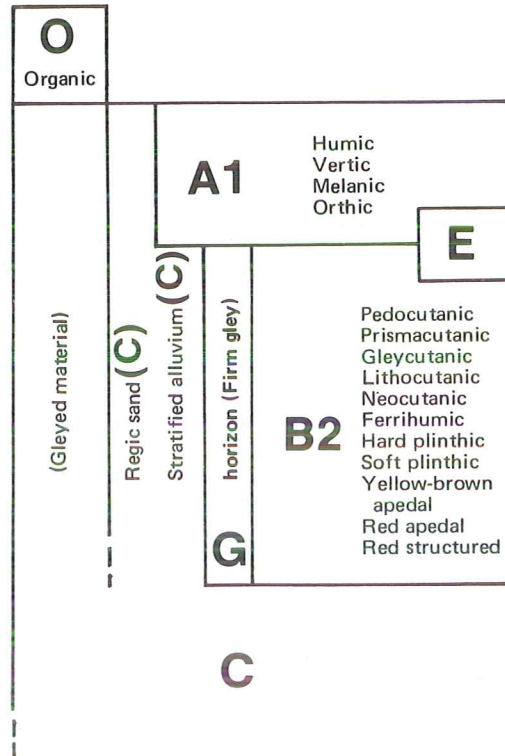 O
Organic
A1
Humic
Vertic
Melanic
Orthic
E
(Gleyed material)
Regic sand (C)
Stratified alluvium (C)
G horizon (Firm gley)
B2
Pedocutanic
Prismacutanic
Gleycutanic
Lithocutanic
Neocutanic
Ferrihumic
Hard plinthic
Soft plinthic
Yellow-brown
apedal
Red apedal
Red structured
C